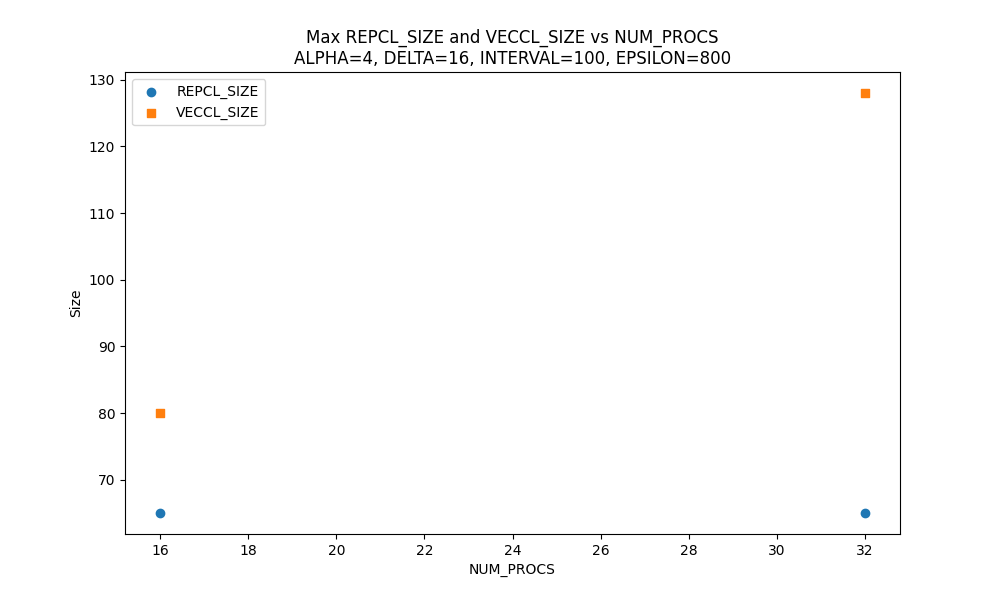 Max REPCL_SIZE and VECCL_SIZE vs NUM_PROCS
ALPHA=4, DELTA=16, INTERVAL=100, EPSILON=800
REPCL_SIZE
VECCL_SIZE
Size
130
120
110
100
90
80
70
16 18 20 22 24 26 28 30 32
NUM_PROCS